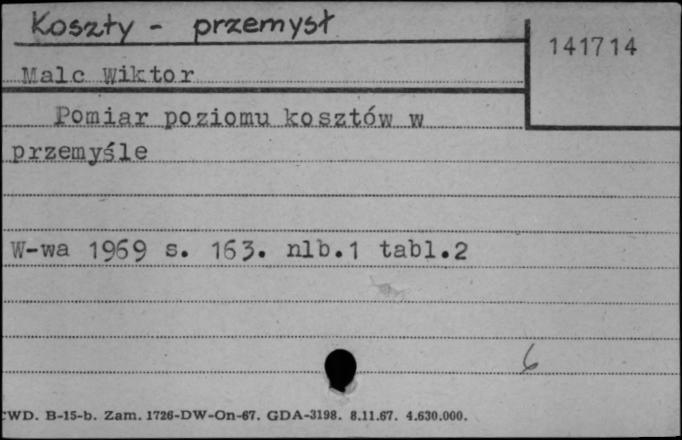 Koszty - przemysł
141714
Malc Wiktor
Pomiar poziomu kosztów w
przemyśle
W-wa 1969 s. 163. nlb.1 tabl.2
6
WD. B-15-b. Zam. 1726-DW-On-67. GDA-3198. 8.11.67. 4.630.000.